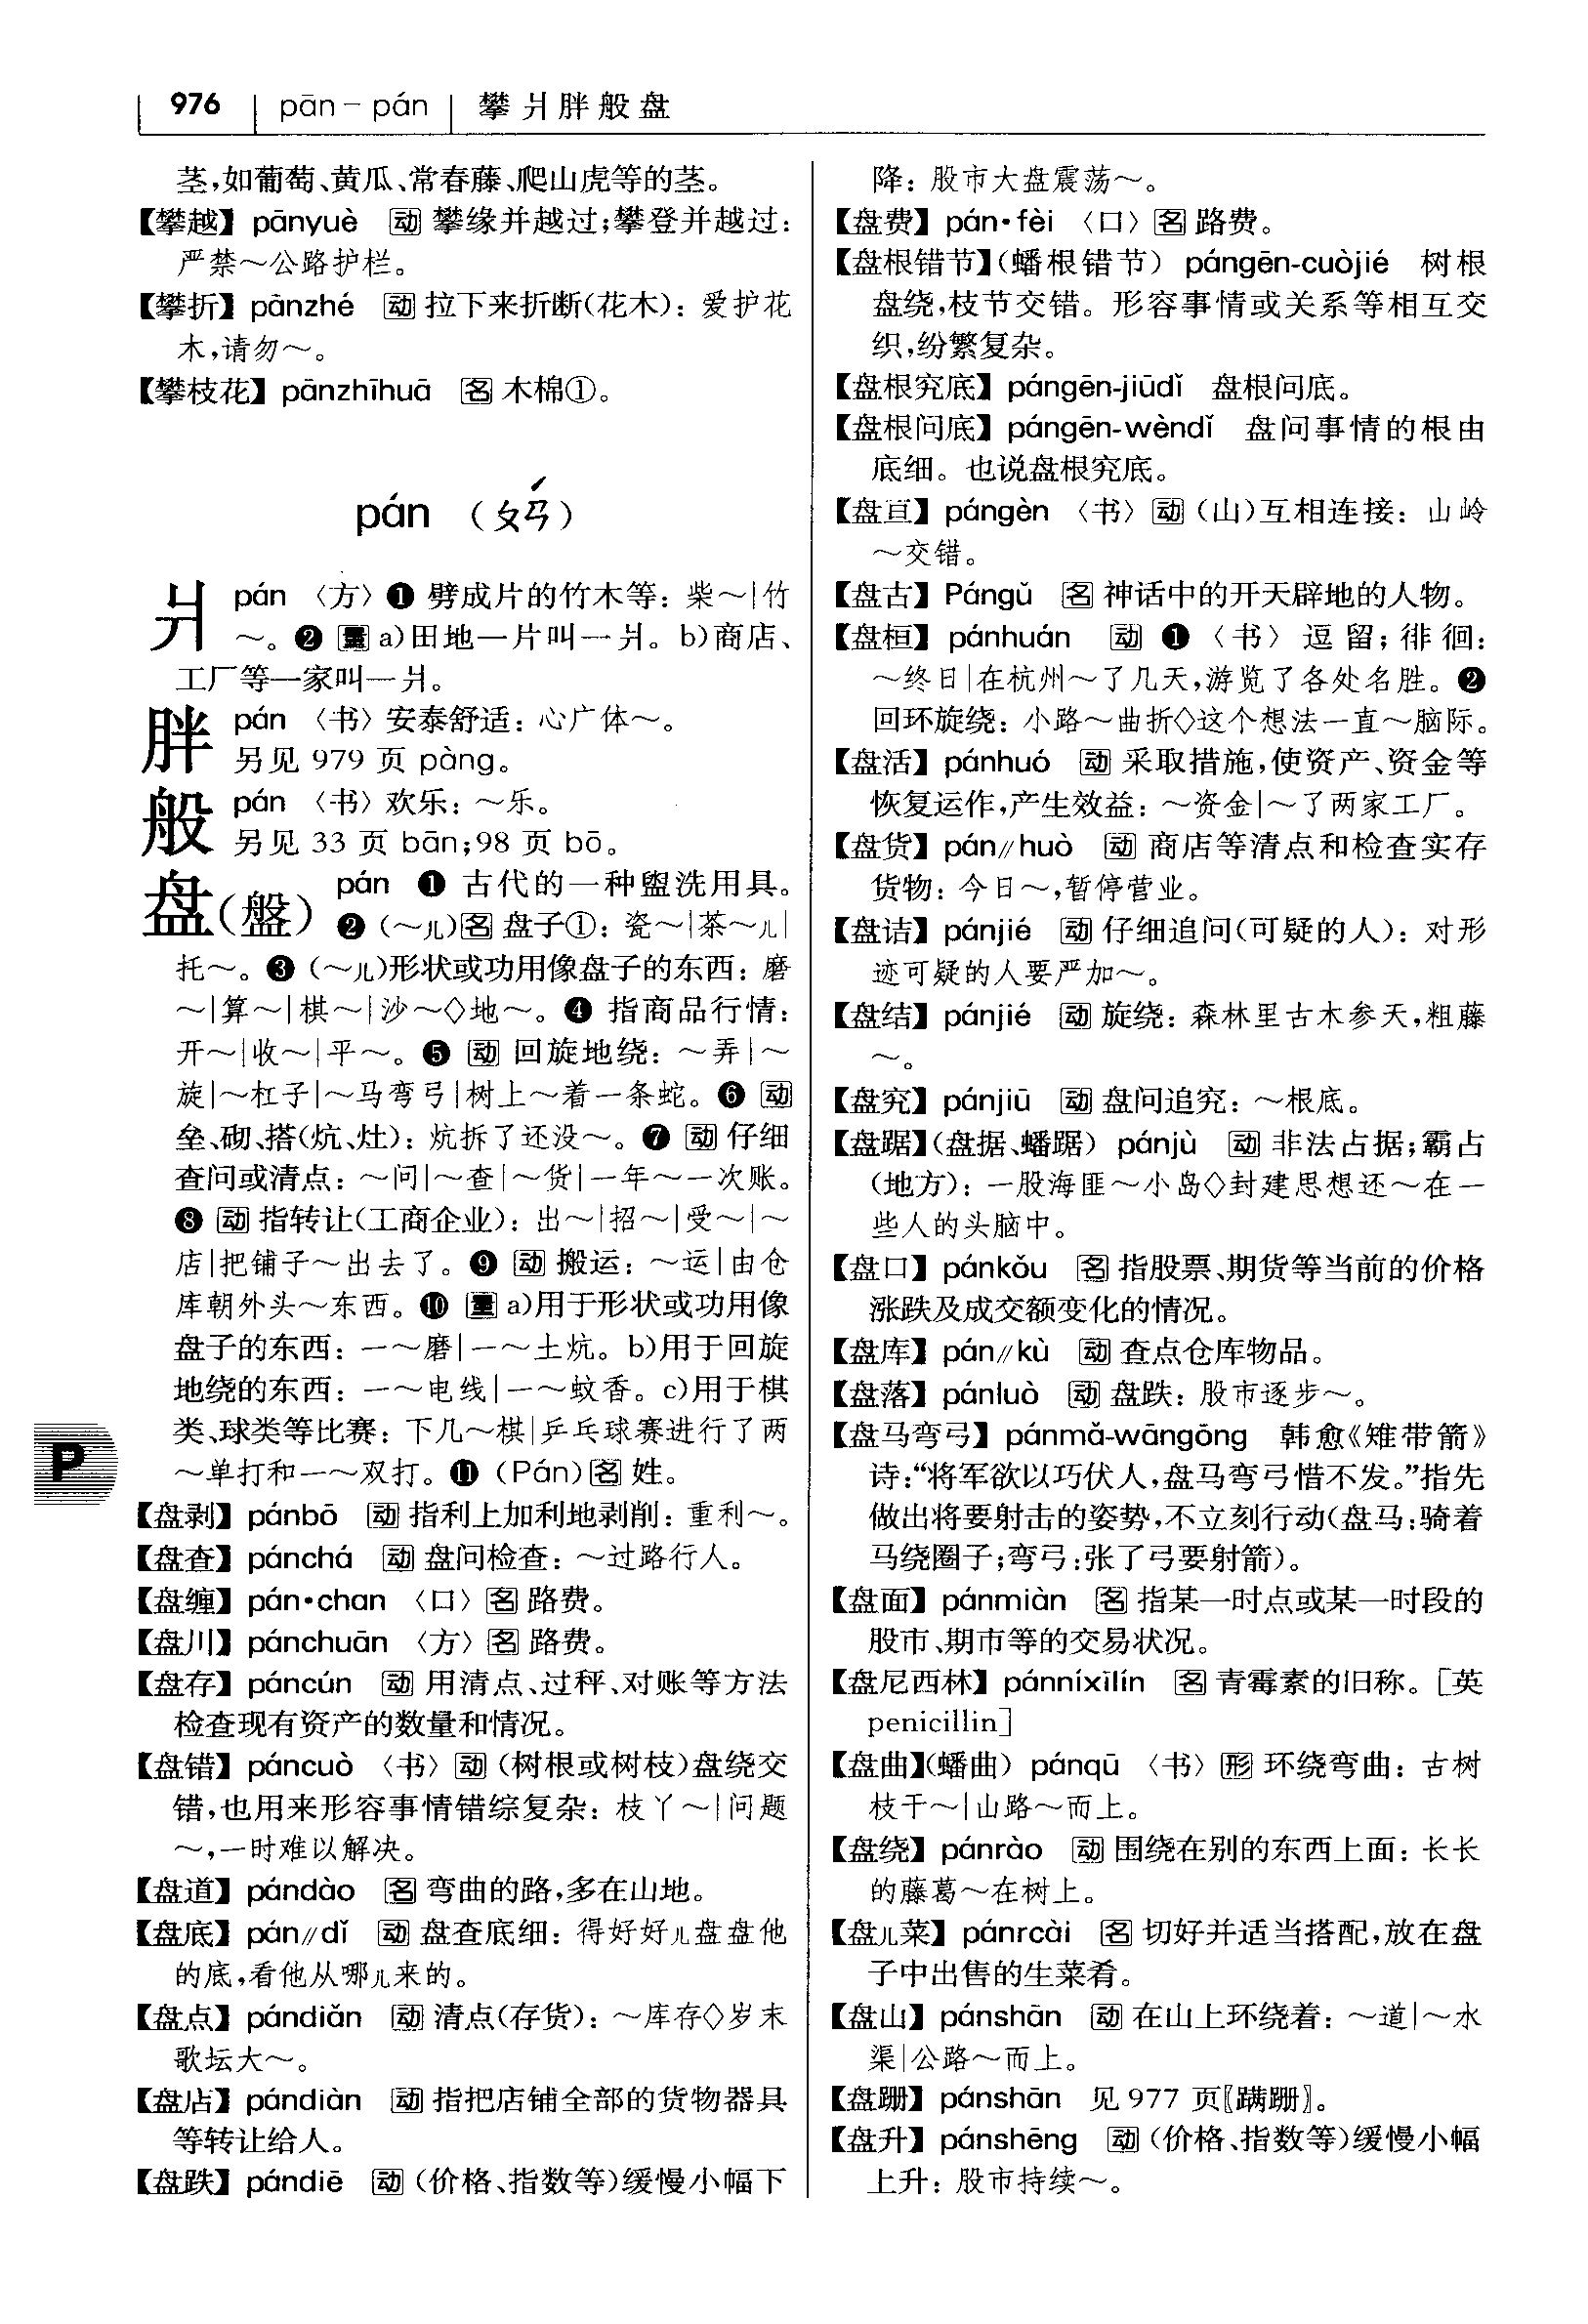 976 pān－pán 攀爿胖般盘
茎,如葡萄、黄瓜、常春藤、爬山虎等的茎。
【攀越】 pānyuè 动 攀缘并越过;攀登并越过：
严禁～公路护栏。
【攀折】 pānzhé 动 拉下来折断(花木)：爱护花
木,请勿～。
【攀枝花】 pānzhīhuā 名 木棉①。
pán （ㄆㄢˊ）
爿 pán 〈方〉❶ 劈成片的竹木等：柴～|竹
～。❷ 量 a)田地一片叫一爿。b)商店、
工厂等一家叫一爿。
胖 pán 〈书〉安泰舒适：心广体～。
另见 979 页 pàng。
般 pán 〈书〉欢乐：～乐。
另见 33 页 bān;98 页 bō。
盘(盤) pán ❶ 古代的一种盥洗用具。
❷ (～儿)名 盘子①：瓷～|茶～儿|
托～。❸ (～儿)形状或功用像盘子的东西：磨
～|算～|棋～|沙～◇地～。❹ 指商品行情：
开～|收～|平～。❺ 动 回旋地绕：～弄|～
旋|～杠子|～马弯弓|树上～着一条蛇。❻ 动
垒、砌、搭(炕、灶)：炕拆了还没～。❼ 动 仔细
查问或清点：～问|～查|～货|一年～一次账。
❽ 动 指转让(工商企业)：出～|招～|受～|～
店|把铺子～出去了。❾ 动 搬运：～运|由仓
库朝外头～东西。❿ 量 a)用于形状或功用像
盘子的东西：一～磨|一～土炕。b)用于回旋
地绕的东西：一～电线|一～蚊香。c)用于棋
类、球类等比赛：下几～棋|乒乓球赛进行了两
～单打和一～双打。⓫ (Pán)名 姓。
【盘剥】 pánbō 动 指利上加利地剥削：重利～。
【盘查】 pánchá 动 盘问检查：～过路行人。
【盘缠】 pán·chan 〈口〉名 路费。
【盘川】 pánchuān 〈方〉名 路费。
【盘存】 páncún 动 用清点、过秤、对账等方法
检查现有资产的数量和情况。
【盘错】 páncuò 〈书〉动 (树根或树枝)盘绕交
错,也用来形容事情错综复杂：枝丫～|问题
～,一时难以解决。
【盘道】 pándào 名 弯曲的路,多在山地。
【盘底】 pán//dǐ 动 盘查底细：得好好儿盘盘他
的底,看他从哪儿来的。
【盘点】 pándiǎn 动 清点(存货)：～库存◇岁末
歌坛大～。
【盘店】 pándiàn 动 指把店铺全部的货物器具
等转让给人。
【盘跌】 pándiē 动 (价格、指数等)缓慢小幅下
P
降：股市大盘震荡～。
【盘费】 pán·fèi 〈口〉名 路费。
【盘根错节】(蟠根错节) pángēn-cuòjié 树根
盘绕,枝节交错。形容事情或关系等相互交
织,纷繁复杂。
【盘根究底】 pángēn-jiūdǐ 盘根问底。
【盘根问底】 pángēn-wèndǐ 盘问事情的根由
底细。也说盘根究底。
【盘亘】 pángèn 〈书〉动 (山)互相连接：山岭
～交错。
【盘古】 Pángǔ 名 神话中的开天辟地的人物。
【盘桓】 pánhuán 动 ❶〈书〉逗留;徘徊：
～终日|在杭州～了几天,游览了各处名胜。❷
回环旋绕：小路～曲折◇这个想法一直～脑际。
【盘活】 pánhuó 动 采取措施,使资产、资金等
恢复运作,产生效益：～资金|～了两家工厂。
【盘货】 pán//huò 动 商店等清点和检查实存
货物：今日～,暂停营业。
【盘诘】 pánjié 动 仔细追问(可疑的人)：对形
迹可疑的人要严加～。
【盘结】 pánjié 动 旋绕：森林里古木参天,粗藤
～。
【盘究】 pánjiū 动 盘问追究：～根底。
【盘踞】(盘据、蟠踞) pánjù 动 非法占据;霸占
(地方)：一股海匪～小岛◇封建思想还～在一
些人的头脑中。
【盘口】 pánkǒu 名 指股票、期货等当前的价格
涨跌及成交额变化的情况。
【盘库】 pán//kù 动 查点仓库物品。
【盘落】 pánluò 动 盘跌：股市逐步～。
【盘马弯弓】 pánmǎ-wāngōng 韩愈《雉带箭》
诗：“将军欲以巧伏人,盘马弯弓惜不发。”指先
做出将要射击的姿势,不立刻行动(盘马：骑着
马绕圈子;弯弓：张了弓要射箭)。
【盘面】 pánmiàn 名 指某一时点或某一时段的
股市、期市等的交易状况。
【盘尼西林】 pánníxīlín 名 青霉素的旧称。[英
penicillin]
【盘曲】(蟠曲) pánqū 〈书〉形 环绕弯曲：古树
枝干～|山路～而上。
【盘绕】 pánrào 动 围绕在别的东西上面：长长
的藤葛～在树上。
【盘儿菜】 pánrcài 名 切好并适当搭配,放在盘
子中出售的生菜肴。
【盘山】 pánshān 动 在山上环绕着：～道|～水
渠|公路～而上。
【盘跚】 pánshān 见 977 页〖蹒跚〗。
【盘升】 pánshēng 动 (价格、指数等)缓慢小幅
上升：股市持续～。